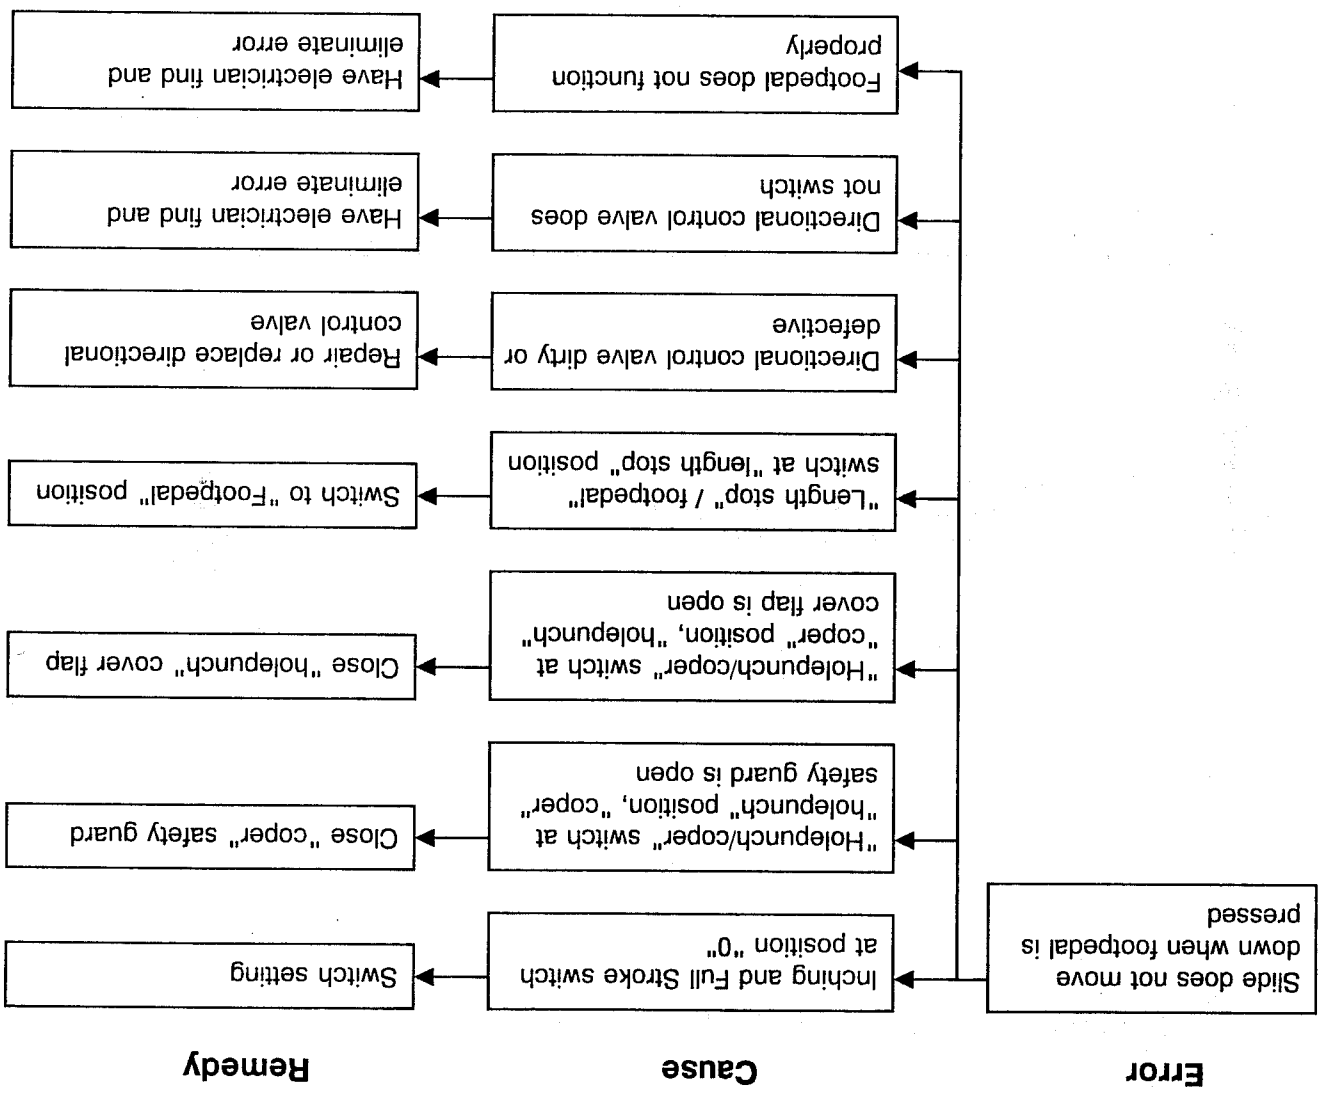 Error
Cause
Remedy
Slide does not move
down when footpedal is
pressed
Inching and Full Stroke switch
at position "0"
Switch setting
"Holepunch/coper" switch at
"holepunch" position, "coper"
safety guard is open
Close "coper" safety guard
"Holepunch/coper" switch at
"coper" position, "holepunch"
cover flap is open
Close "holepunch" cover flap
"Length stop" / footpedal"
switch at "length stop" position
Switch to "Footpedal" position
Directional control valve dirty or
defective
Repair or replace directional
control valve
Directional control valve does
not switch
Have electrician find and
eliminate error
Footpedal does not function
properly
Have electrician find and
eliminate error